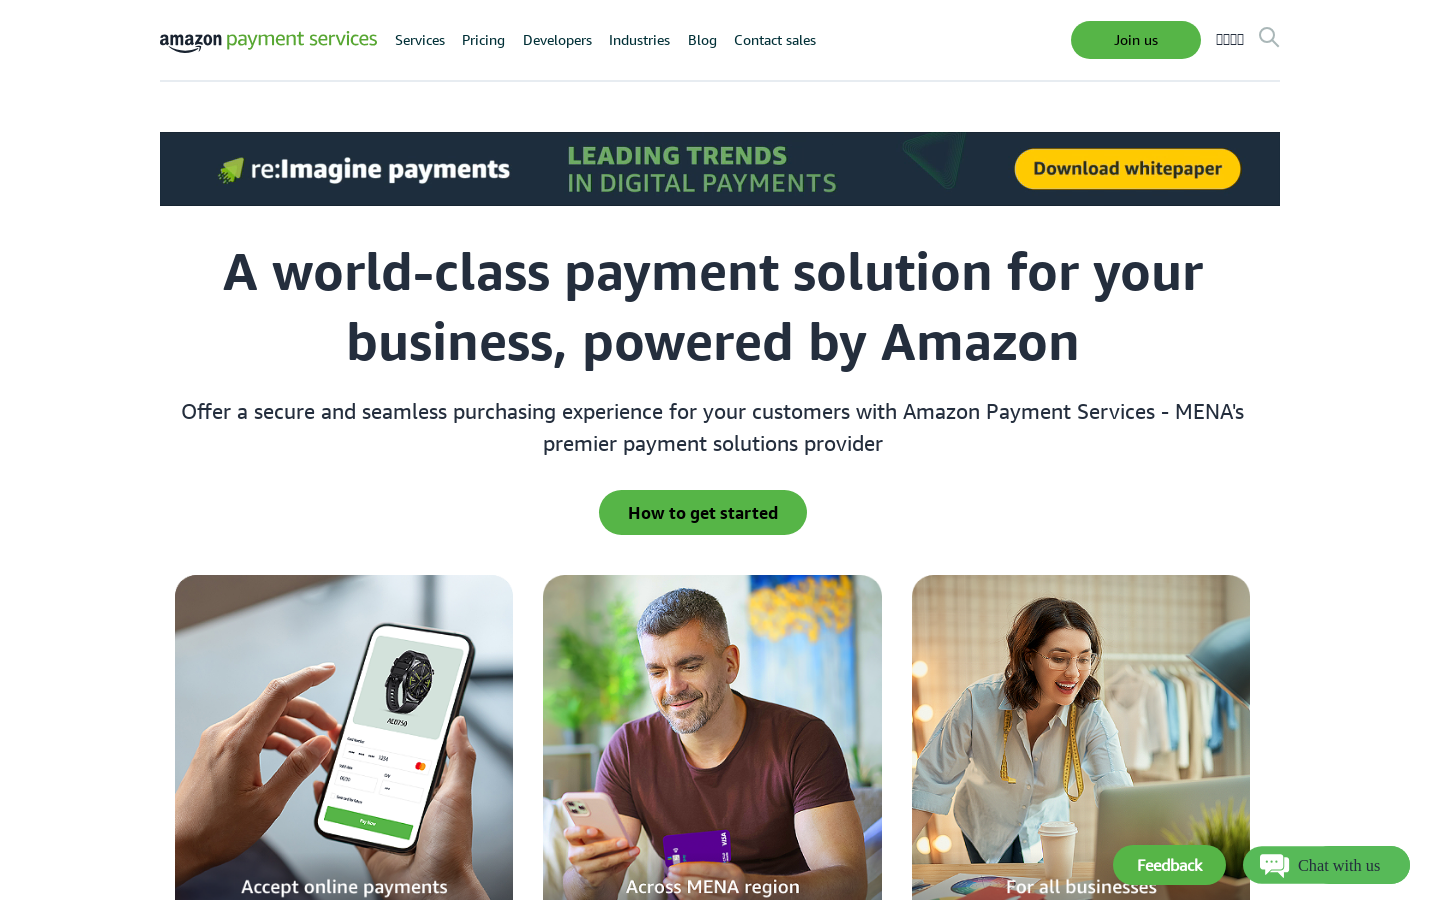 amazon payment services
Services
Pricing
Developers
Industries
Blog
Contact sales
Join us
re:Imagine payments
LEADING TRENDS
IN DIGITAL PAYMENTS
Download whitepaper
A world-class payment solution for your
business, powered by Amazon
Offer a secure and seamless purchasing experience for your customers with Amazon Payment Services - MENA's
premier payment solutions provider
How to get started
AED750
1234
Pay Now
VISA
Accept online payments
Across MENA region
For all businesses
Feedback
Chat with us